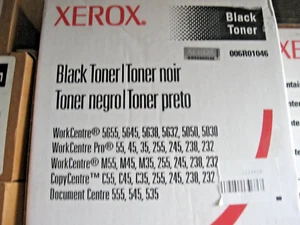 XEROX.
Black
Toner
006R01046
Black Toner|Toner noir
Toner negro|Toner preto
WorkCentre® 5655, 5645, 5638, 5632, 5050, 5030
WorkCentre Pro® 55, 45, 35, 255, 245, 238, 232
WorkCentre® M55, M45, M35, 255, 245, 238, 232
CopyCentre™ C55, C45, C35, 255, 245, 238, 232
Document Centre 555, 545, 535